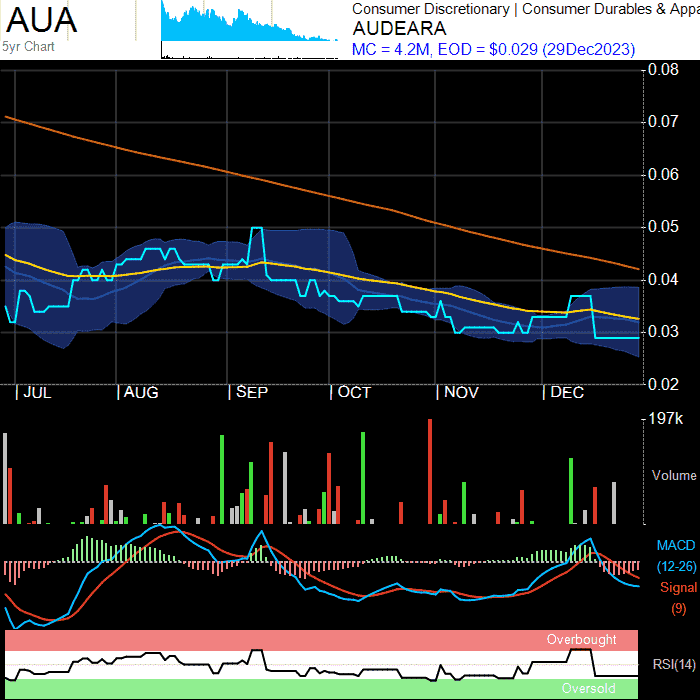 AUA
5yr Chart
Consumer Discretionary | Consumer Durables & Appa
AUDEARA
MC = 4.2M, EOD = $0.029 (29Dec2023)
0.08
0.07
0.06
0.05
0.04
0.03
0.02
JUL AUG SEP OCT NOV DEC
197k
Volume
MACD
(12-26)
Signal
(9)
Overbought
RSI(14)
Oversold